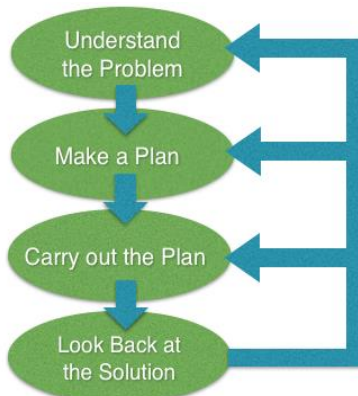 Understand
the Problem
Make a Plan
Carry out the Plan
Look Back at
the Solution